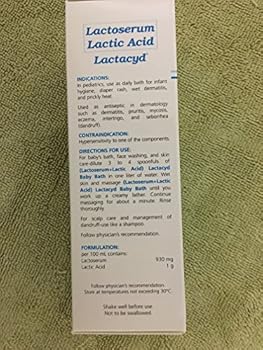 Lactoserum
Lactic Acid
Lactacyd®
INDICATIONS:
In pediatrics, use as daily bath for infant
hygiene, diaper rash, wet dermatitis,
and prickly heat.
Used as antiseptic in dermatology
such as dermatitis, pruritis, mycosis,
eczema, interingo, and seborrhea
(dandruff).
CONTRAINDICATION:
Hypersensitivity to one of the components
DIRECTIONS FOR USE:
For baby's bath, face washing, and skin
care-dilute 3 to 4 spoonfuls of
(Lactoserum+Lactic Acid) Lactacyd
Baby Bath in one liter of water. Wet
skin and massage (Lactoserum+Lactic
Acid) Lactacyd Baby Bath until you
work up a creamy lather. Continue
massaging for about a minute. Rinse
thoroughly.
For scalp care and management of
dandruff-use like a shampoo.
Follow physician's recommendation.
FORMULATION:
per 100 mL contains:
Lactoserum 930 mg
Lactic Acid 1 g
Follow physician's recommendation.
Store at temperatures not exceeding 30°C.
Shake well before use.
Not to be swallowed.